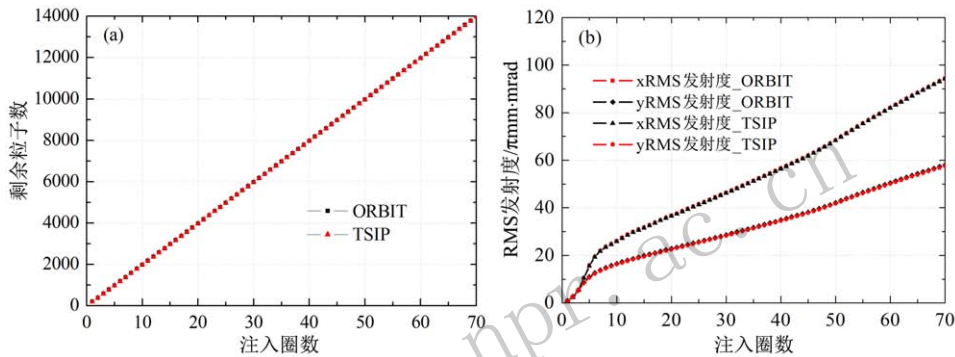 (a)
14000
12000
10000
8000
6000
4000
2000
0
剩余粒子数
ORBIT
TSIP
0 10 20 30 40 50 60 70
注入圈数
(b)
120
100
80
60
40
20
0
RMS发射度/πmm·mrad
xRMS发射度_ORBIT
yRMS发射度_ORBIT
xRMS发射度_TSIP
yRMS发射度_TSIP
0 10 20 30 40 50 60 70
注入圈数
npr.ac.cn